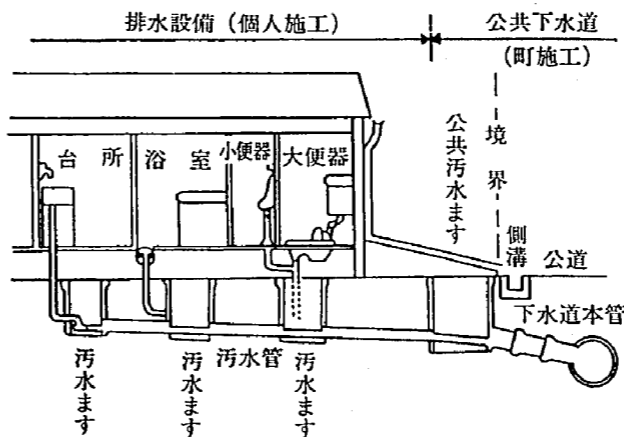 排水設備（個人施工）
公共下水道
（町施工）
台所
浴室
小便器
大便器
公共汚水ます
境界
側溝
公道
下水道本管
汚水ます
汚水ます
汚水管
汚水ます